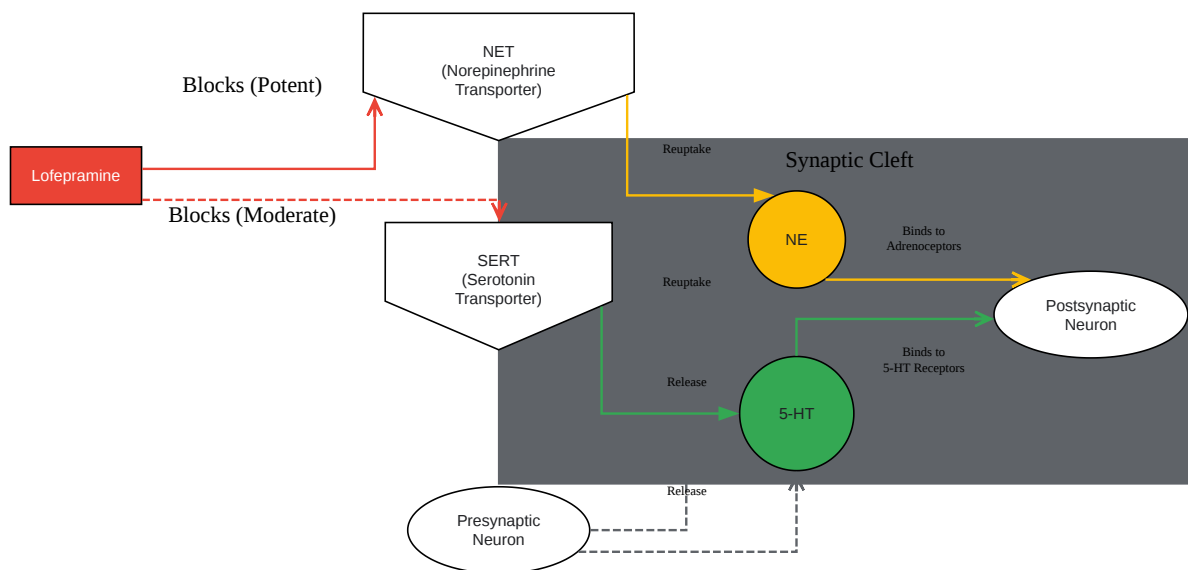 NET
(Norepinephrine
Transporter)
Blocks (Potent)
Reuptake
Synaptic Cleft
Lofepramine
Blocks (Moderate)
NE
Binds to
Adrenoceptors
SERT
(Serotonin
Transporter)
Reuptake
Postsynaptic
Neuron
Binds to
5-HT Receptors
Release
5-HT
Release
Presynaptic
Neuron